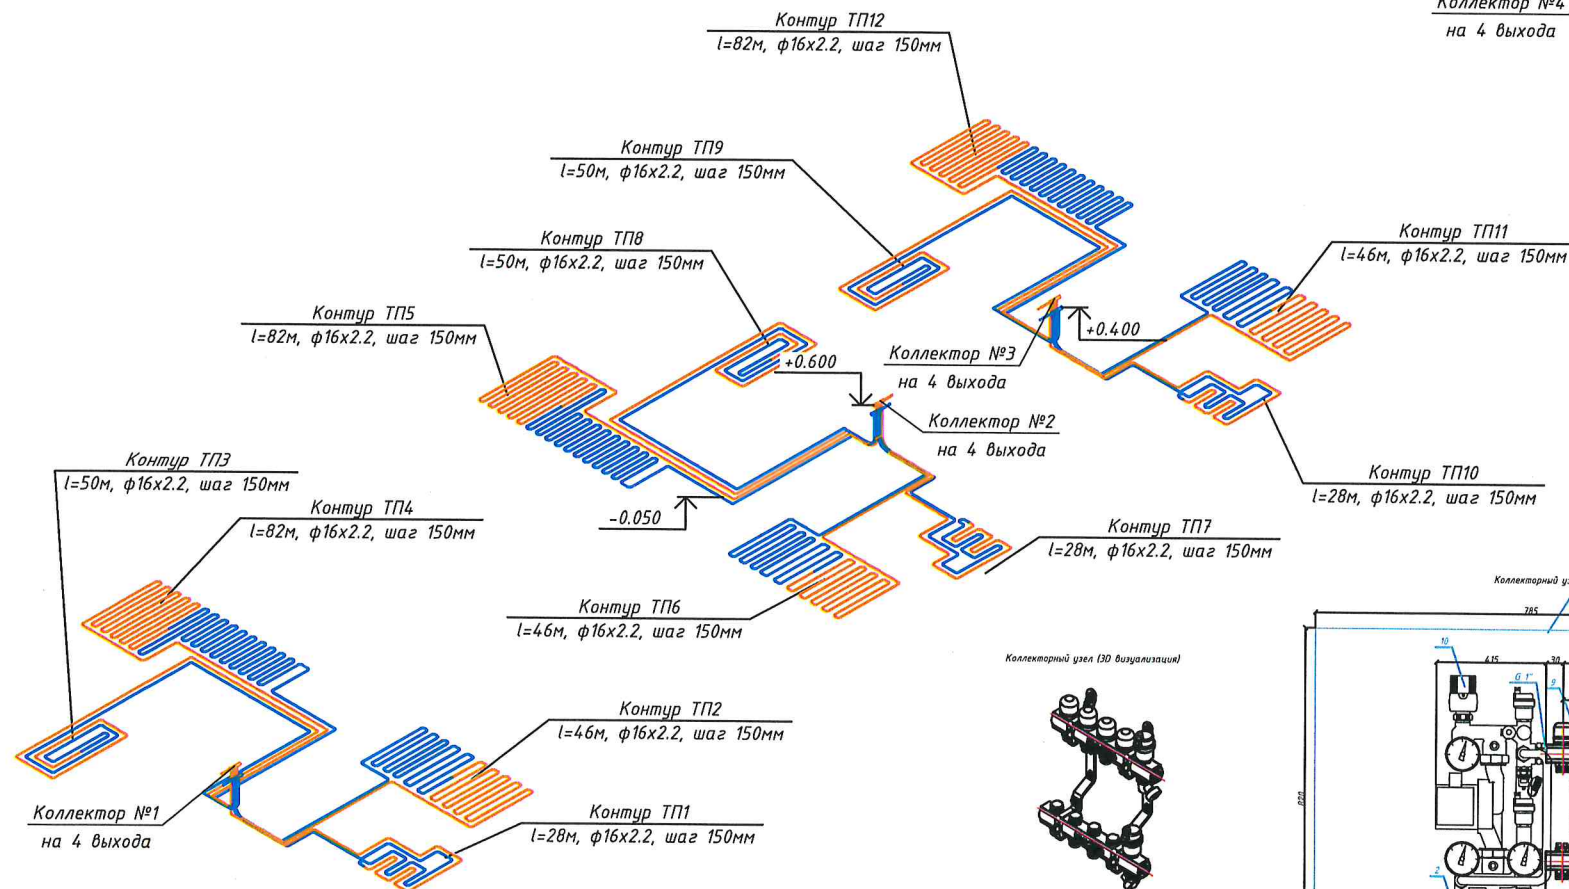 Коллектор №4
на 4 выхода
Контур ТП12
l=82м, ф16х2.2, шаг 150мм
Контур ТП9
l=50м, ф16х2.2, шаг 150мм
Контур ТП8
l=50м, ф16х2.2, шаг 150мм
Контур ТП11
l=46м, ф16х2.2, шаг 150мм
Контур ТП5
l=82м, ф16х2.2, шаг 150мм
+0.400
+0.600
Коллектор №3
на 4 выхода
Коллектор №2
на 4 выхода
Контур ТП3
l=50м, ф16х2.2, шаг 150мм
Контур ТП10
l=28м, ф16х2.2, шаг 150мм
Контур ТП4
l=82м, ф16х2.2, шаг 150мм
-0.050
Контур ТП7
l=28м, ф16х2.2, шаг 150мм
Контур ТП6
l=46м, ф16х2.2, шаг 150мм
Коллекторный уз
785
Коллекторный узел (3D визуализация)
10
415
30
G 1"
9
820
2
Контур ТП2
l=46м, ф16х2.2, шаг 150мм
Коллектор №1
на 4 выхода
Контур ТП1
l=28м, ф16х2.2, шаг 150мм